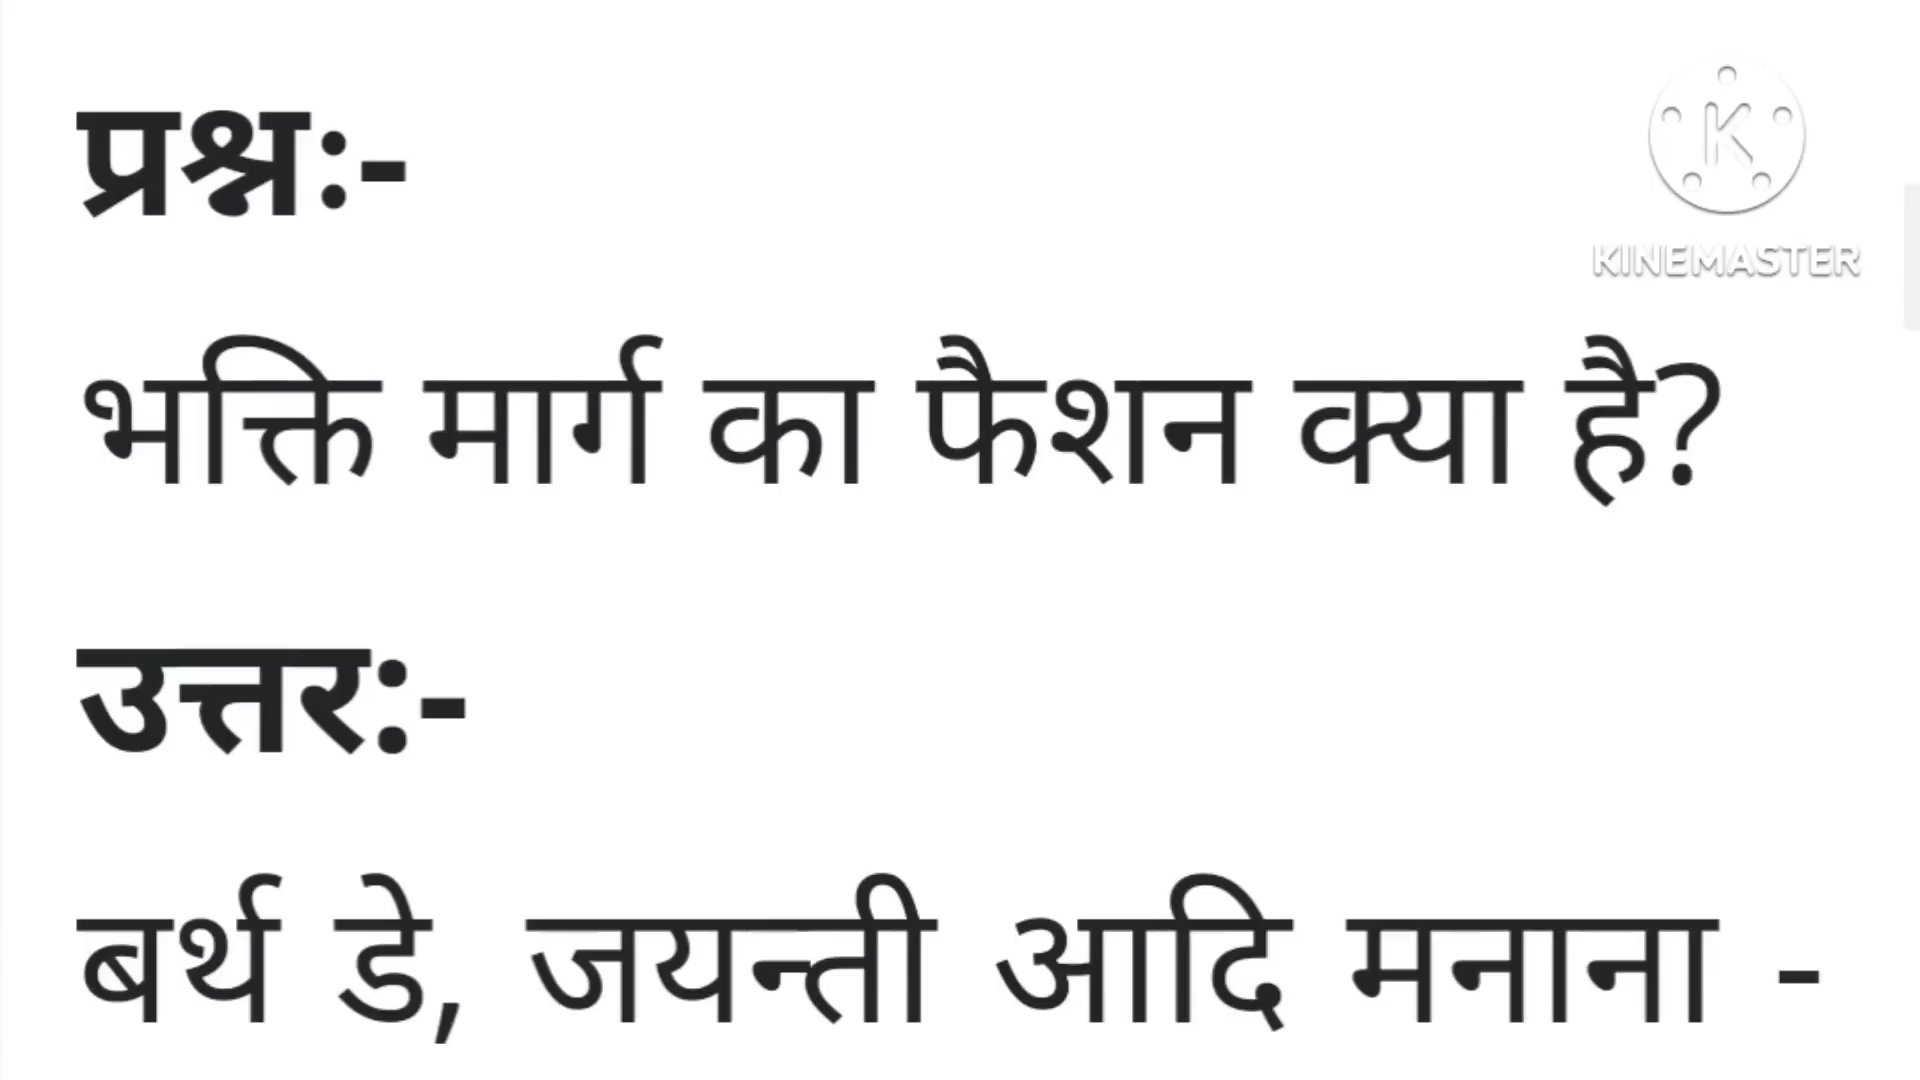 प्रश्न:-
KINEMASTER
भक्ति मार्ग का फैशन क्या है?
उत्तर:-
बर्थ डे, जयन्ती आदि मनाना -